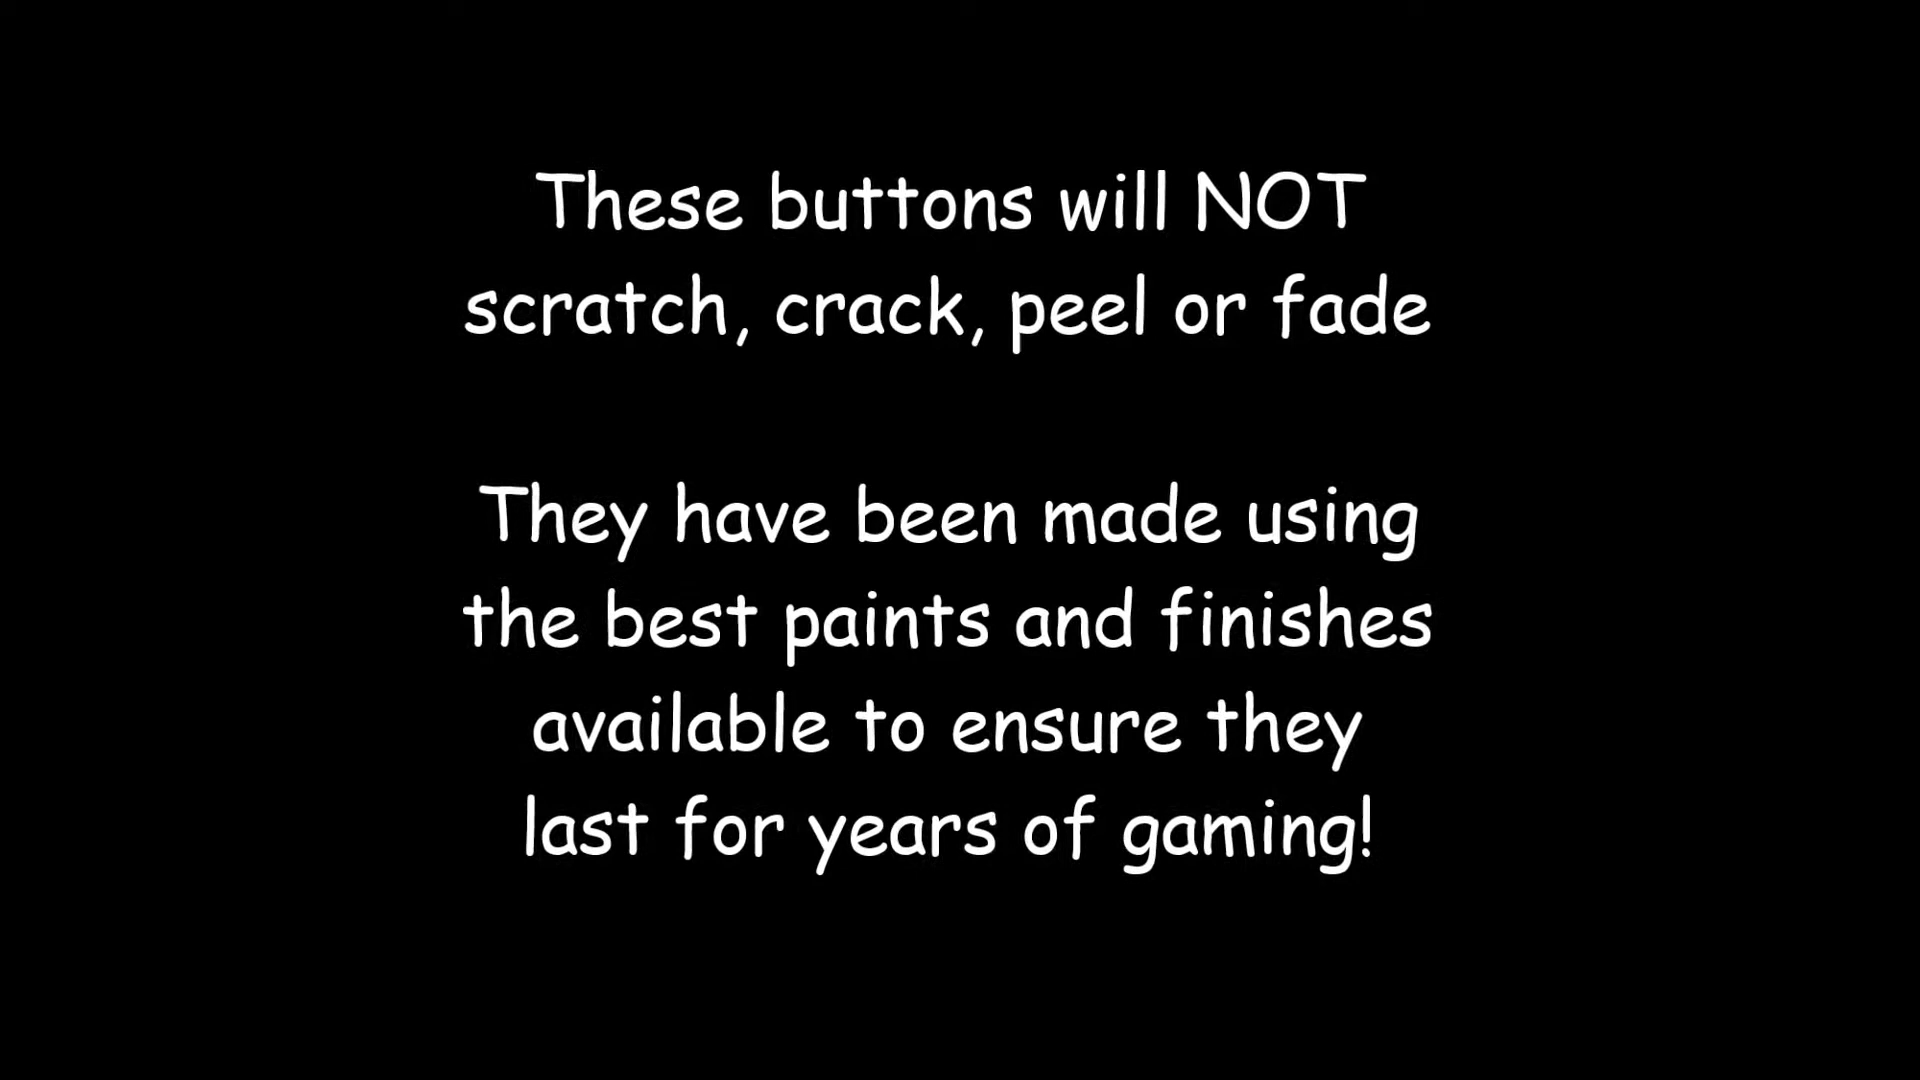 These buttons will NOT
scratch, crack, peel or fade
They have been made using
the best paints and finishes
available to ensure they
last for years of gaming!